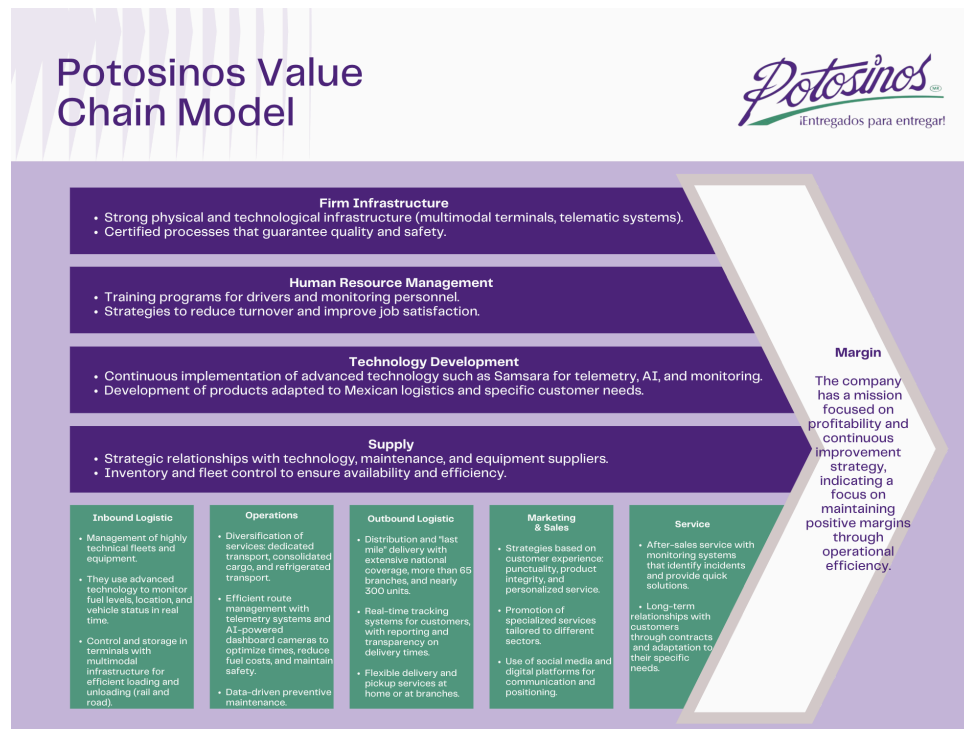 Potosinos Value
Chain Model
Potosinos
¡Entregados para entregar!
Firm Infrastructure
• Strong physical and technological infrastructure (multimodal terminals, telematic systems).
• Certified processes that guarantee quality and safety.
Human Resource Management
• Training programs for drivers and monitoring personnel.
• Strategies to reduce turnover and improve job satisfaction.
Technology Development
• Continuous implementation of advanced technology such as Samsara for telemetry, AI, and monitoring.
• Development of products adapted to Mexican logistics and specific customer needs.
Supply
• Strategic relationships with technology, maintenance, and equipment suppliers.
• Inventory and fleet control to ensure availability and efficiency.
Inbound Logistic
• Management of highly
technical fleets and
equipment.
• They use advanced
technology to monitor
fuel levels, location, and
vehicle status in real
time.
• Control and storage in
terminals with
multimodal
infrastructure for
efficient loading and
unloading (rail and
road).
Operations
• Diversification of
services: dedicated
transport, consolidated
cargo, and refrigerated
transport.
• Efficient route
management with
telemetry systems and
AI-powered
dashboard cameras to
optimize times, reduce
fuel costs, and maintain
safety.
• Data-driven preventive
maintenance.
Outbound Logistic
• Distribution and "last
mile" delivery with
extensive national
coverage, more than 65
branches, and nearly
300 units.
• Real-time tracking
systems for customers,
with reporting and
transparency on
delivery times.
• Flexible delivery and
pickup services at
home or at branches.
Marketing
& Sales
• Strategies based on
customer experience:
punctuality, product
integrity, and
personalized service.
• Promotion of
specialized services
tailored to different
sectors.
• Use of social media and
digital platforms for
communication and
positioning.
Service
• After-sales service with
monitoring systems
that identify incidents
and provide quick
solutions.
• Long-term
relationships with
customers
through contracts
and adaptation to
their specific
needs.
Margin
The company
has a mission
focused on
profitability and
continuous
improvement
strategy,
indicating a
focus on
maintaining
positive margins
through
operational
efficiency.